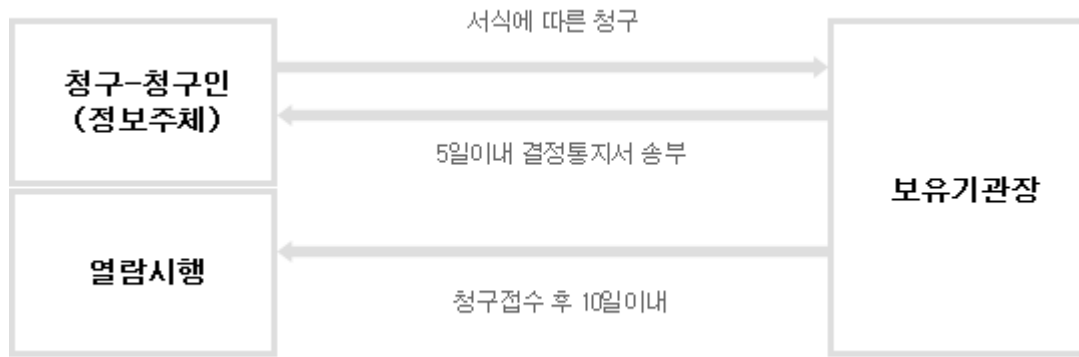 서식에 따른 청구
청구-청구인
(정보주체)
5일이내 결정통지서 송부
보유기관장
열람시행
청구접수 후 10일이내